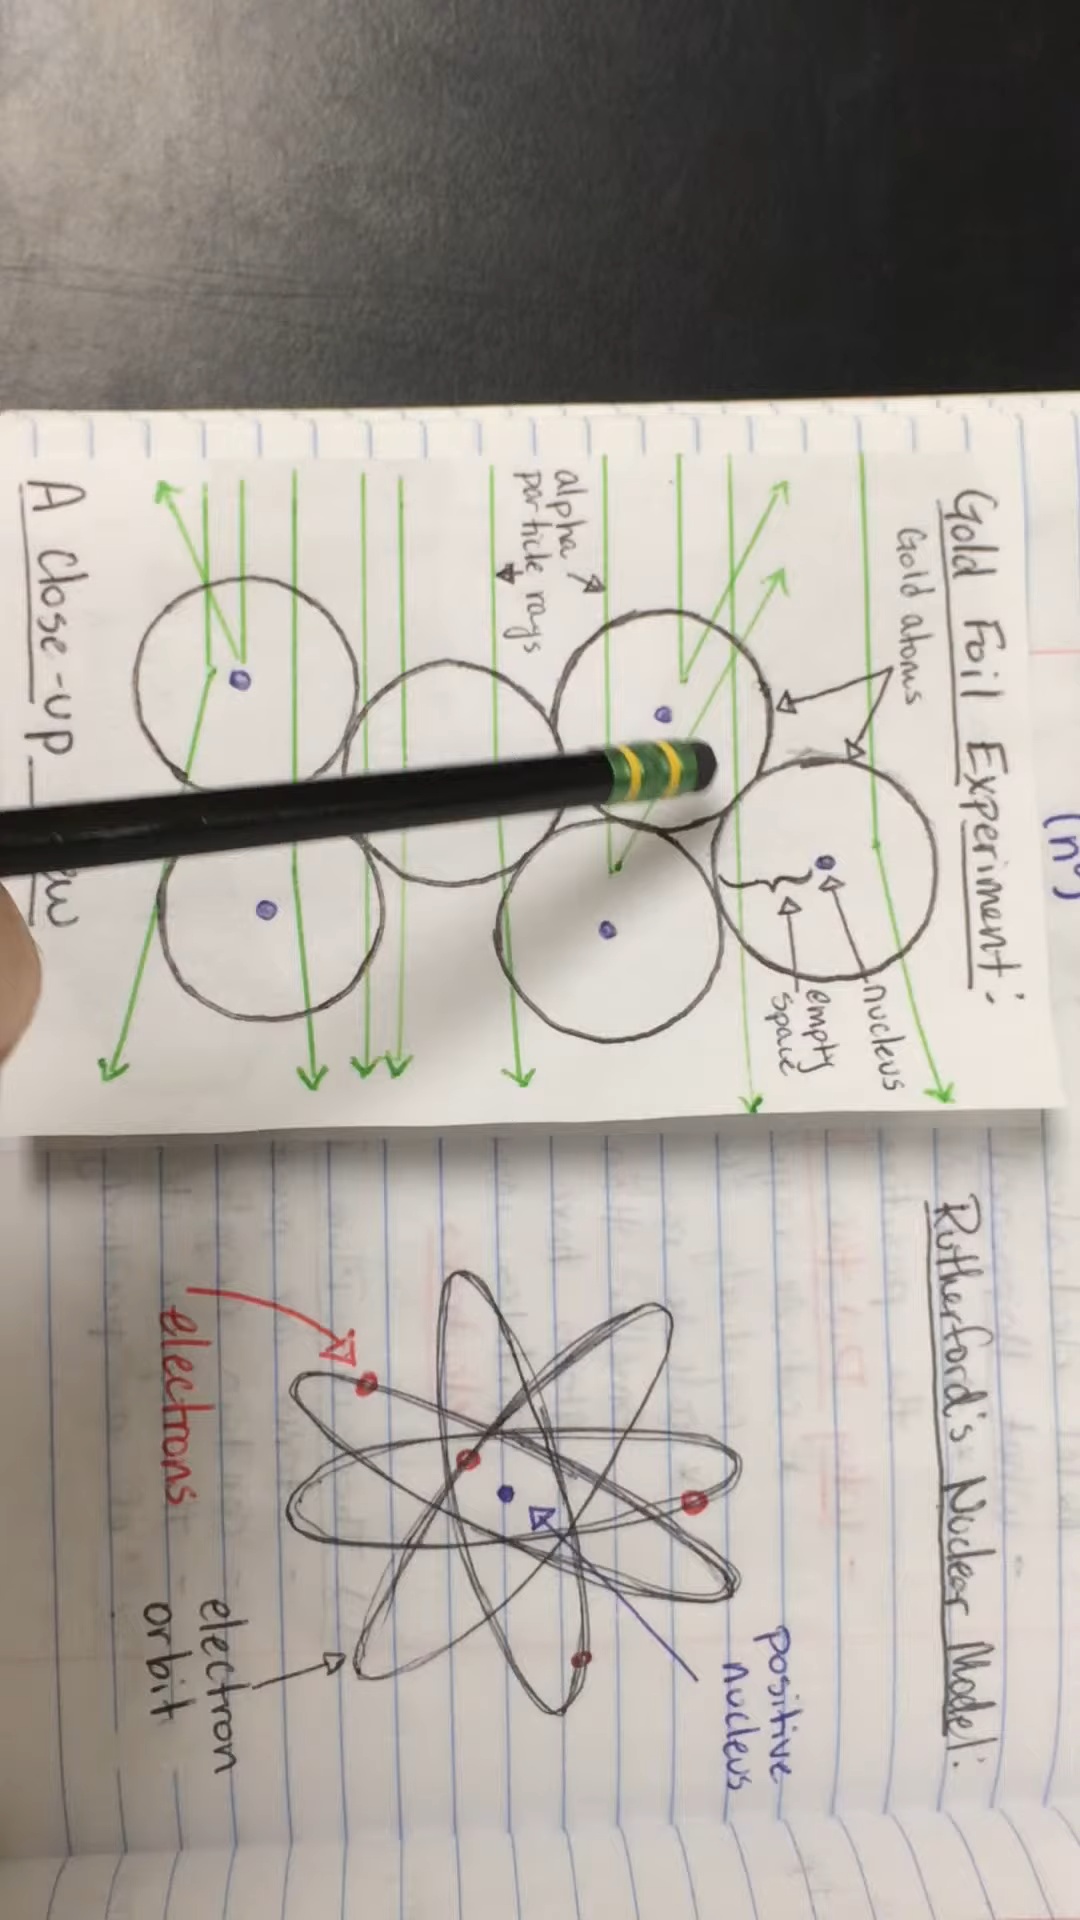 Gold Foil Experiment:
Gold atoms
alpha
particle rays
nucleus
empty
space
A Close-up
(n°)
Rutherford's Nuclear Model:
positive
nucleus
electrons
electron
orbit